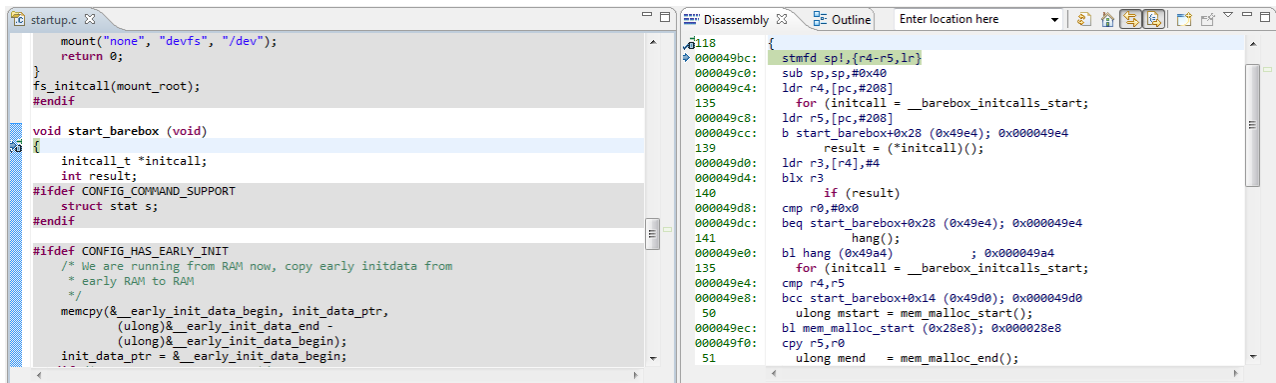 startup.c
    mount("none", "devfs", "/dev");
    return 0;
}
fs_initcall(mount_root);
#endif
void start_barebox (void)
{
    initcall_t *initcall;
    int result;
#ifdef CONFIG_COMMAND_SUPPORT
    struct stat s;
#endif
#ifdef CONFIG_HAS_EARLY_INIT
    /* We are running from RAM now, copy early initdata from
     * early RAM to RAM
     */
    memcpy(&__early_init_data_begin, init_data_ptr,
            (ulong)&__early_init_data_end -
            (ulong)&__early_init_data_begin);
    init_data_ptr = &__early_init_data_begin;
Disassembly Outline Enter location here
118 {
000049bc: stmfd sp!,{r4-r5,lr}
000049c0: sub sp,sp,#0x40
000049c4: ldr r4,[pc,#208]
135 for (initcall = __barebox_initcalls_start;
000049c8: ldr r5,[pc,#208]
000049cc: b start_barebox+0x28 (0x49e4); 0x000049e4
139 result = (*initcall)();
000049d0: ldr r3,[r4],#4
000049d4: blx r3
140 if (result)
000049d8: cmp r0,#0x0
000049dc: beq start_barebox+0x28 (0x49e4); 0x000049e4
141 hang();
000049e0: bl hang (0x49a4) ; 0x000049a4
135 for (initcall = __barebox_initcalls_start;
000049e4: cmp r4,r5
000049e8: bcc start_barebox+0x14 (0x49d0); 0x000049d0
50 ulong mstart = mem_malloc_start();
000049ec: bl mem_malloc_start (0x28e8); 0x000028e8
000049f0: cpy r5,r0
51 ulong mend = mem_malloc_end();